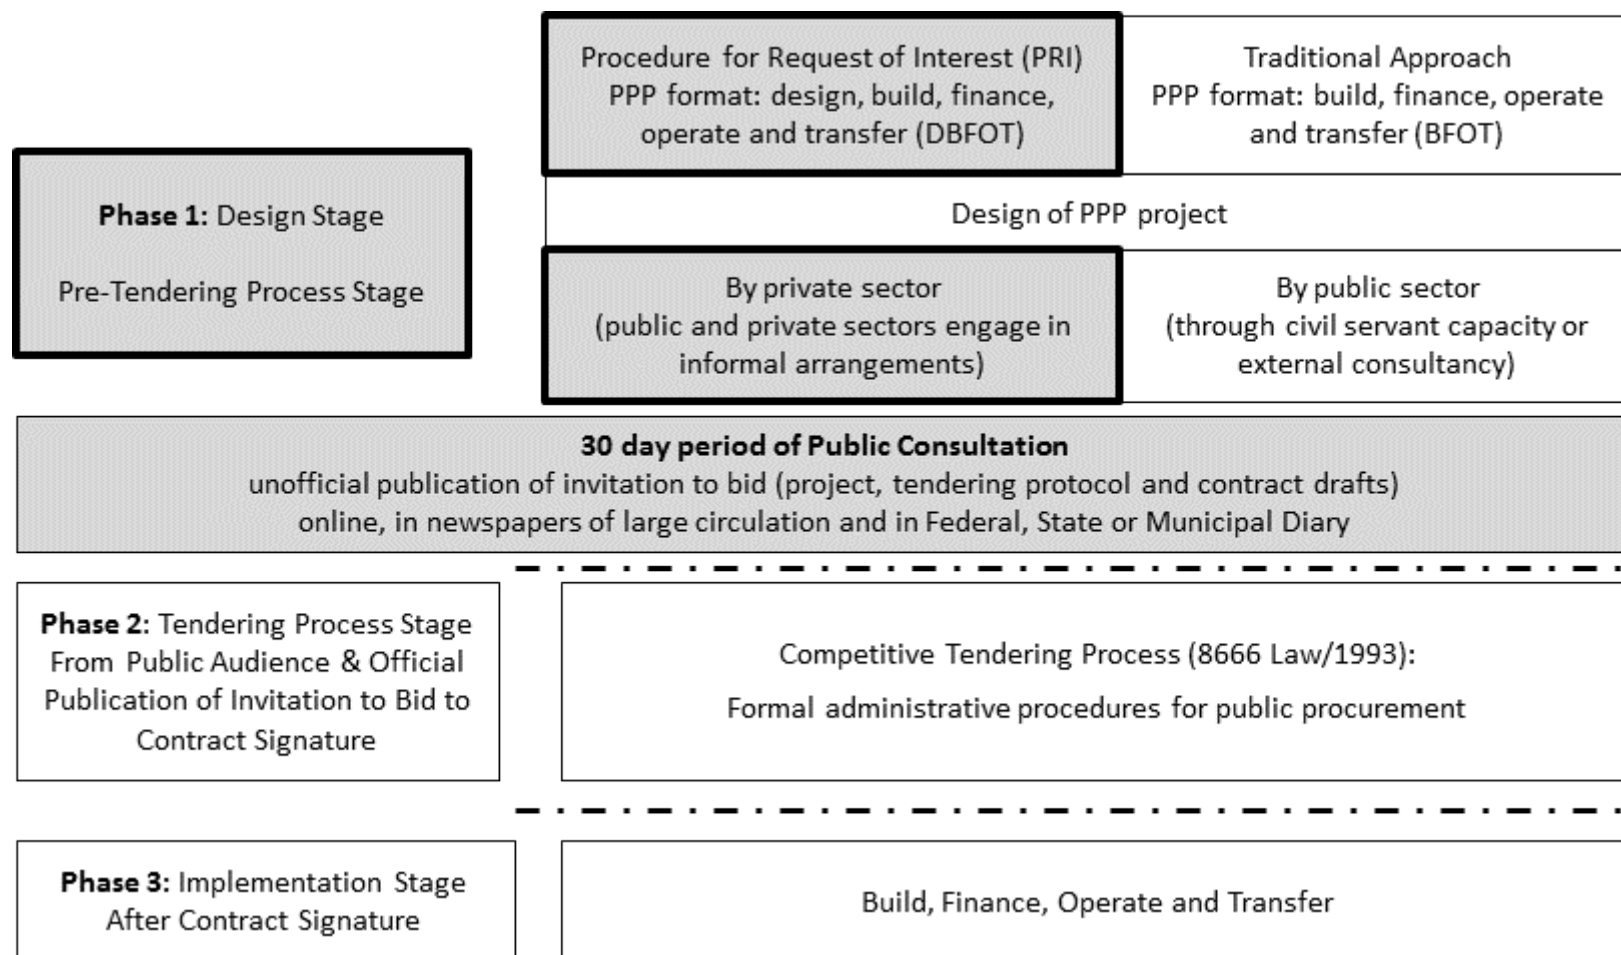 Procedure for Request of Interest (PRI)
PPP format: design, build, finance,
operate and transfer (DBFOT)
Traditional Approach
PPP format: build, finance, operate
and transfer (BFOT)
Phase 1: Design Stage
Pre-Tendering Process Stage
Design of PPP project
By private sector
(public and private sectors engage in
informal arrangements)
By public sector
(through civil servant capacity or
external consultancy)
30 day period of Public Consultation
unofficial publication of invitation to bid (project, tendering protocol and contract drafts)
online, in newspapers of large circulation and in Federal, State or Municipal Diary
Phase 2: Tendering Process Stage
From Public Audience & Official
Publication of Invitation to Bid to
Contract Signature
Competitive Tendering Process (8666 Law/1993):
Formal administrative procedures for public procurement
Phase 3: Implementation Stage
After Contract Signature
Build, Finance, Operate and Transfer